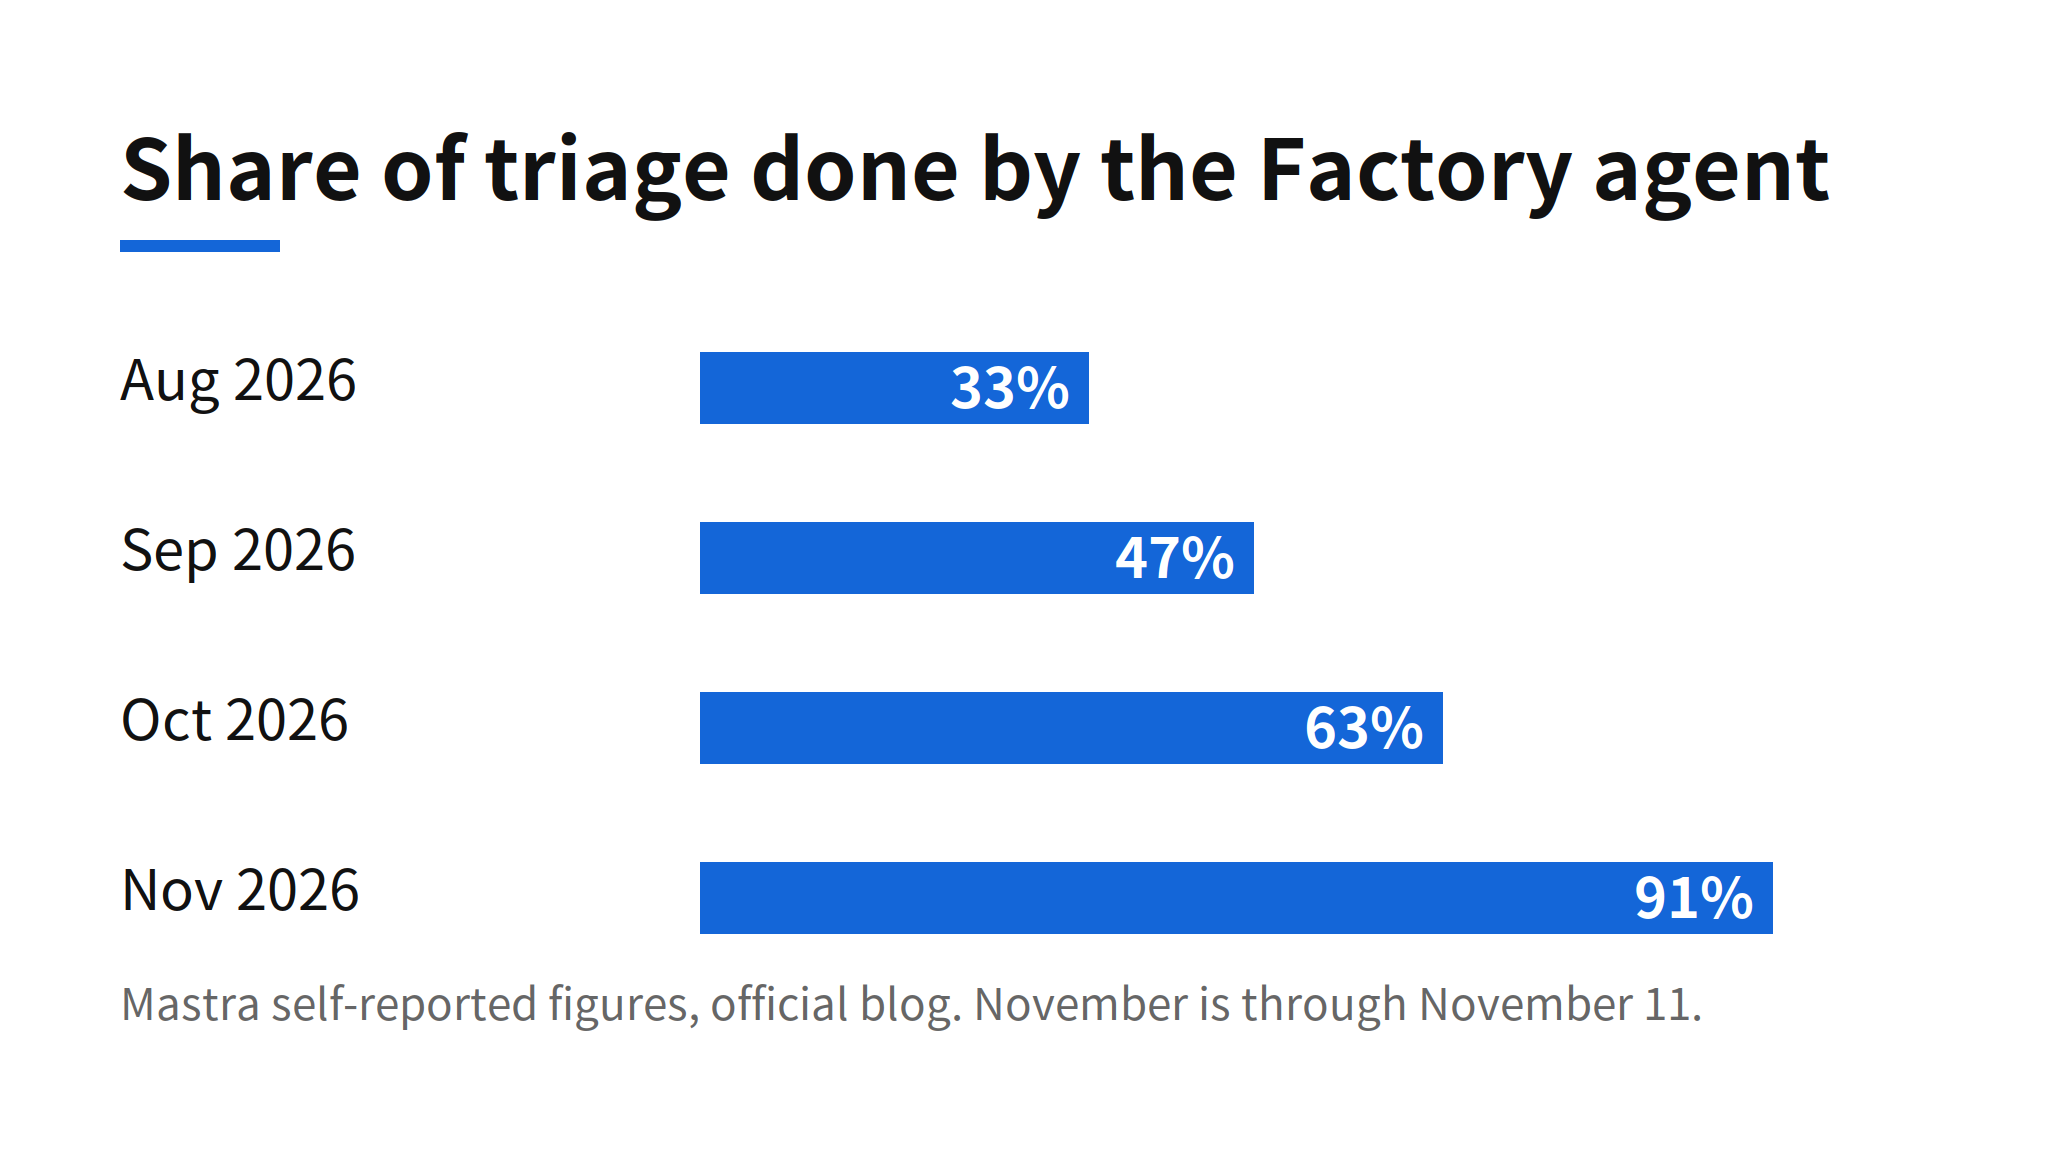 Share of triage done by the Factory agent
Aug 2026 33%
Sep 2026 47%
Oct 2026 63%
Nov 2026 91%
Mastra self-reported figures, official blog. November is through November 11.